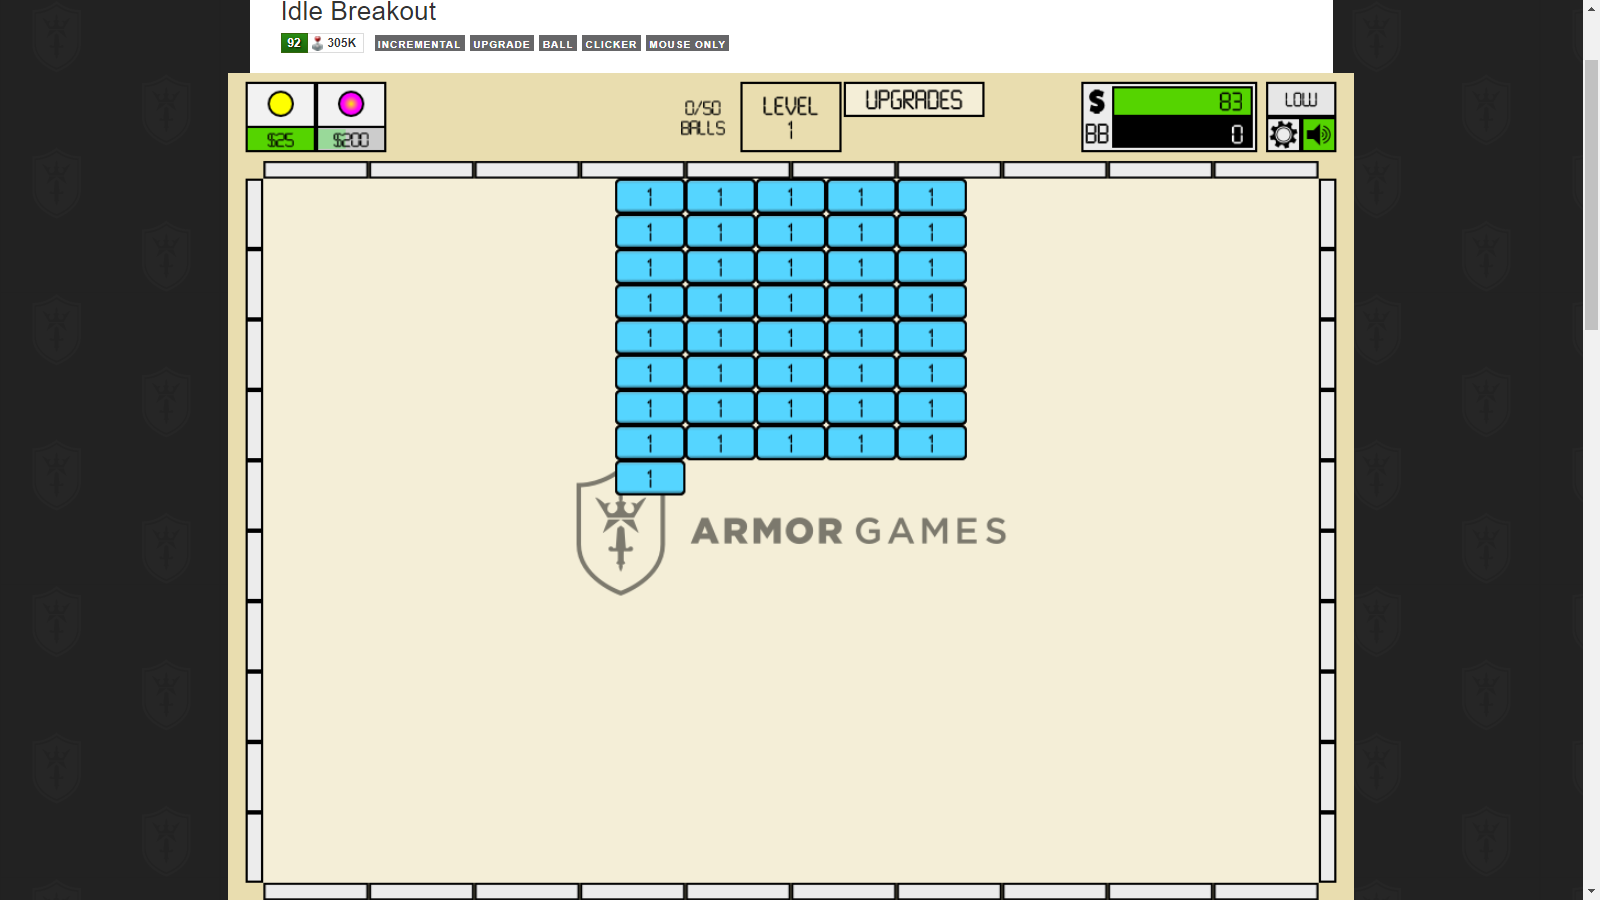 Idle Breakout
92 305K INCREMENTAL UPGRADE BALL CLICKER MOUSE ONLY
$25 $200
0/50
BALLS
LEVEL
1
UPGRADES
$ 83
BB 0
LOW
1 1 1 1 1
1 1 1 1 1
1 1 1 1 1
1 1 1 1 1
1 1 1 1 1
1 1 1 1 1
1 1 1 1 1
1 1 1 1 1
1
ARMOR GAMES